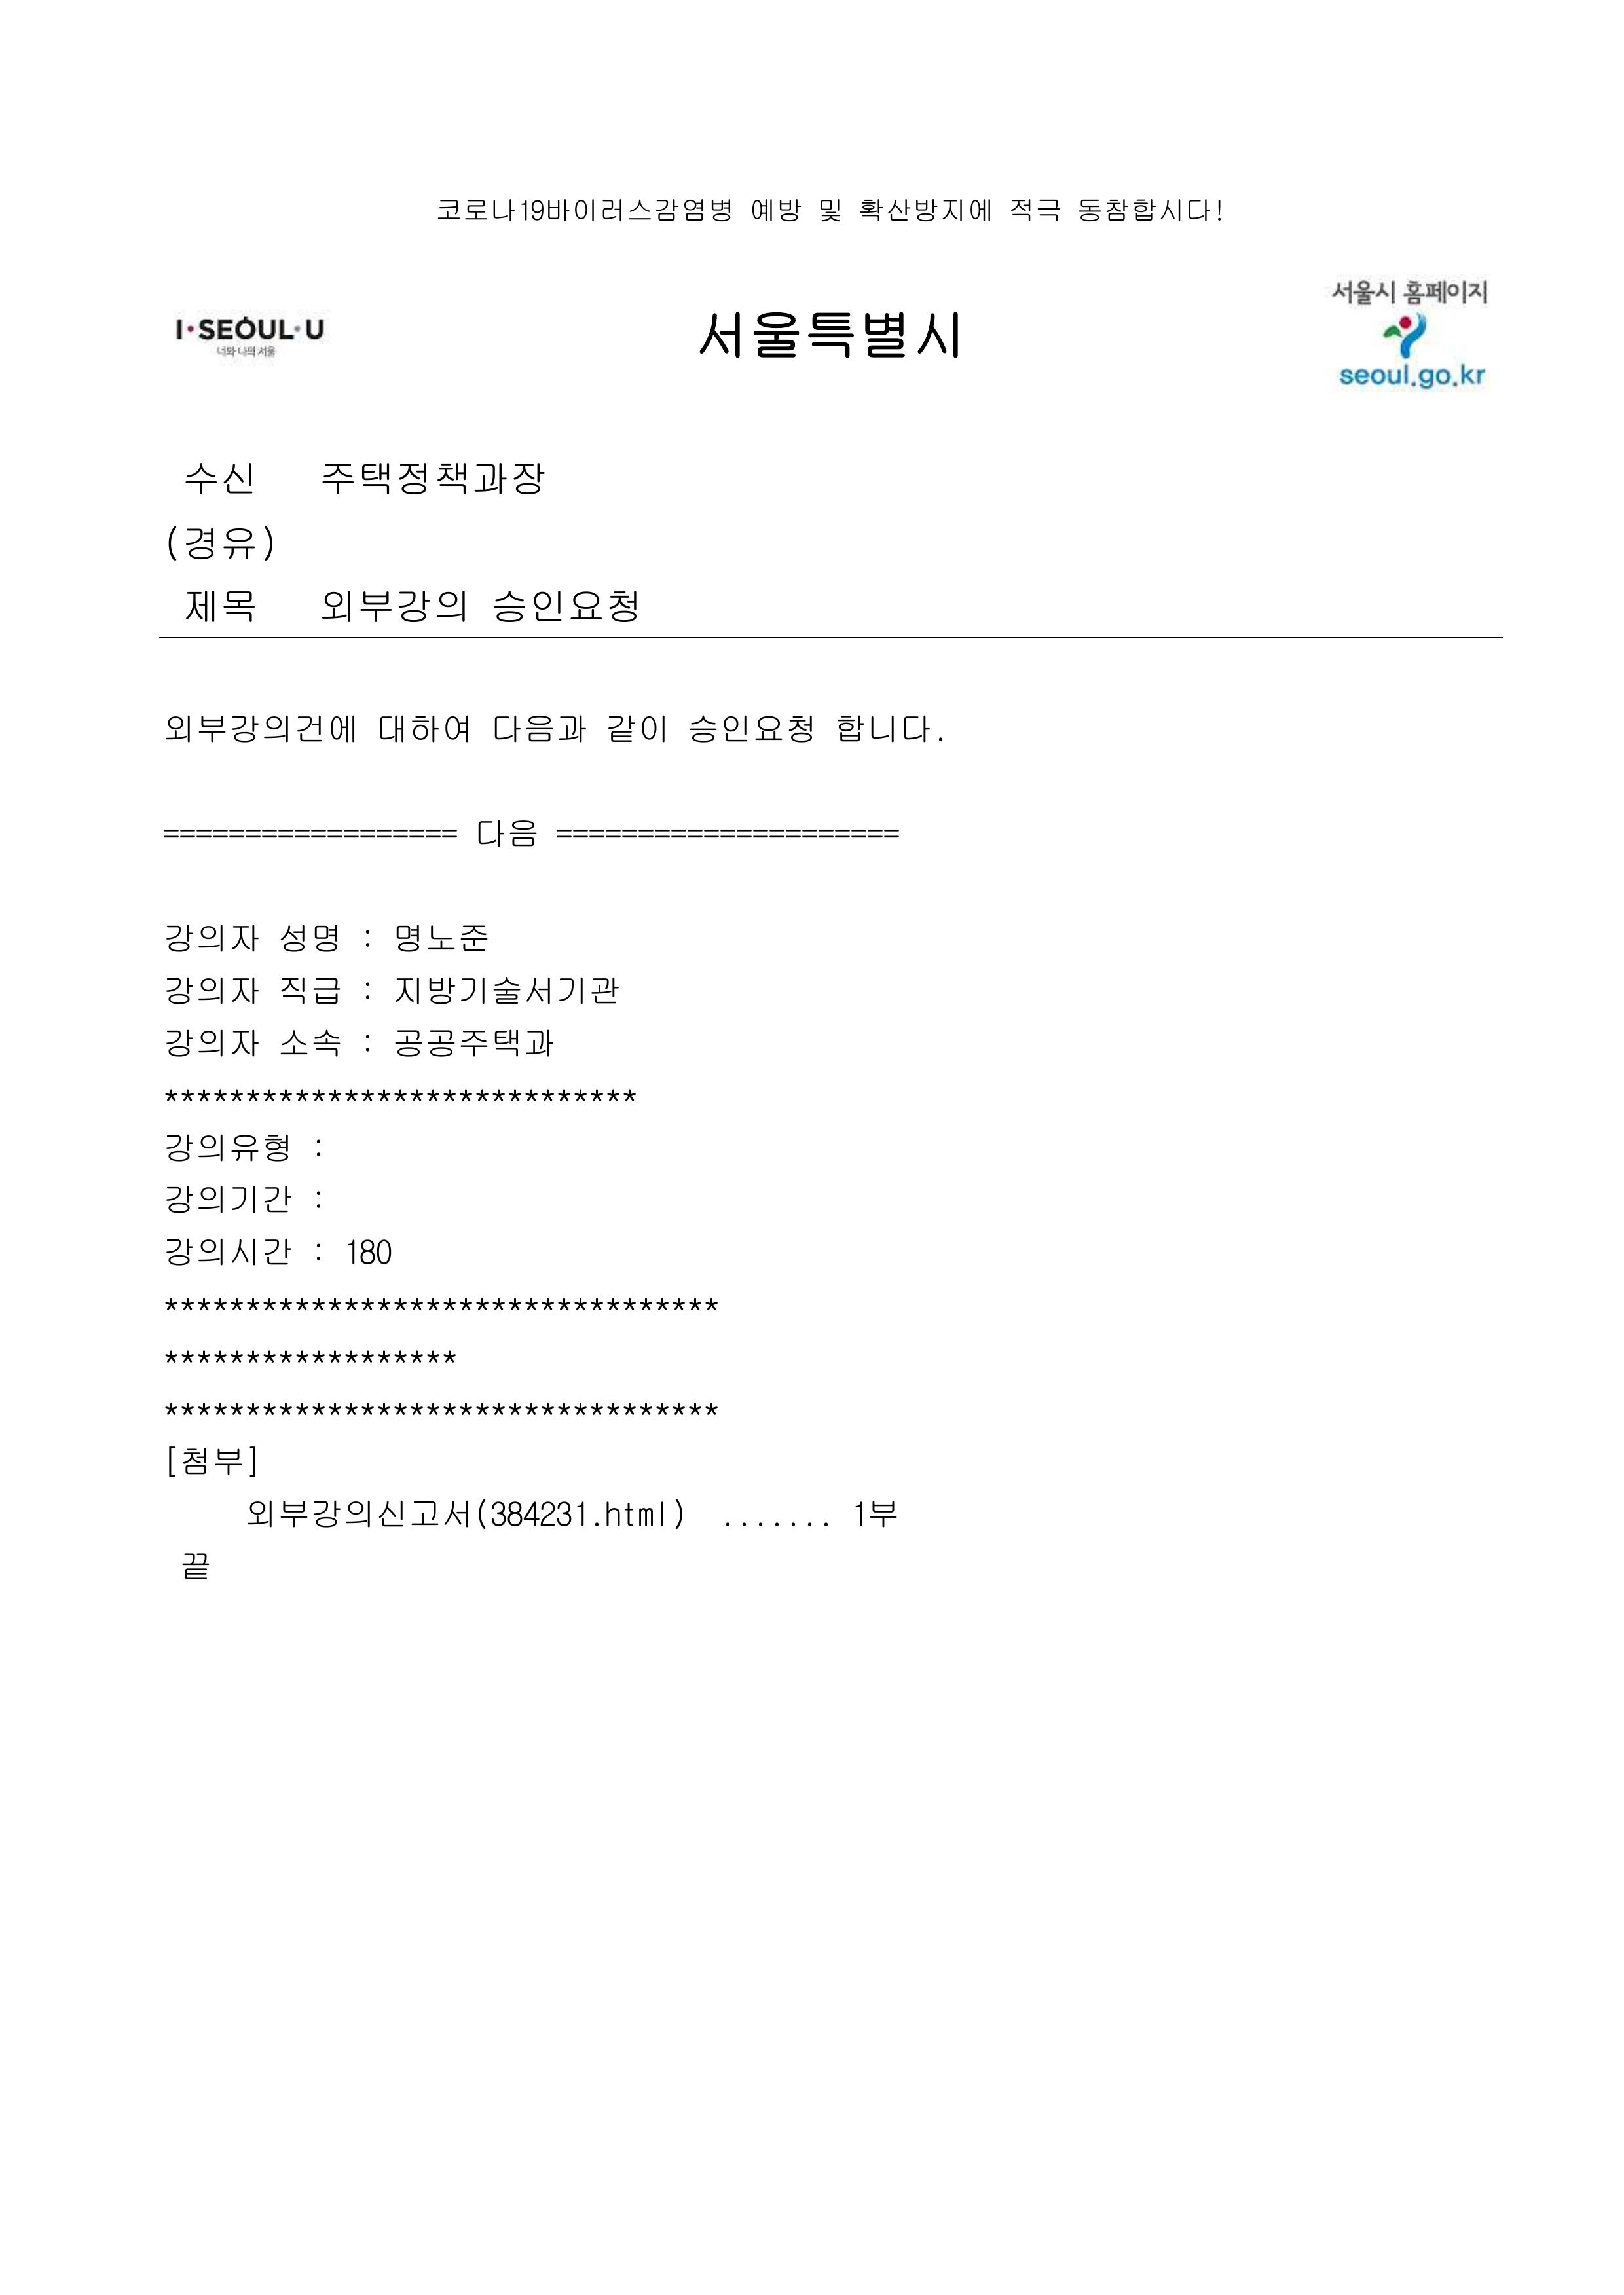 코로나19바이러스감염병 예방 및 확산방지에 적극 동참합시다!
I·SEOUL·U
너와 나의 서울
서울특별시
서울시 홈페이지
seoul.go.kr
수신 주택정책과장
(경유)
제목 외부강의 승인요청
외부강의건에 대하여 다음과 같이 승인요청 합니다.
================== 다음 =====================
강의자 성명 : 명노준
강의자 직급 : 지방기술서기관
강의자 소속 : 공공주택과
*****************************
강의유형 :
강의기간 :
강의시간 : 180
**********************************
******************
**********************************
[첨부]
외부강의신고서(384231.html) ....... 1부
끝